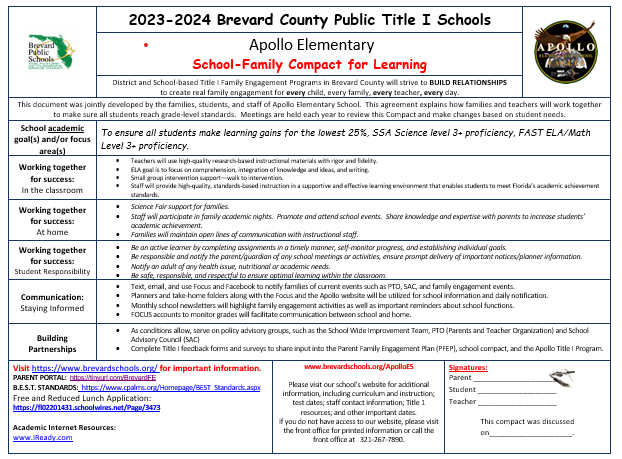 2023-2024 Brevard County Public Title I Schools
Brevard
Public
Schools
• Apollo Elementary
APOLLO
School-Family Compact for Learning
District and School-based Title I Family Engagement Programs in Brevard County will strive to BUILD RELATIONSHIPS
to create real family engagement for every child, every family, every teacher, every day.
This document was jointly developed by the families, students, and staff of Apollo Elementary School. This agreement explains how families and teachers will work together
to make sure all students reach grade-level standards. Meetings are held each year to review this Compact and make changes based on student needs.
School academic
goal(s) and/or focus
area(s)
To ensure all students make learning gains for the lowest 25%, SSA Science level 3+ proficiency, FAST ELA/Math
Level 3+ proficiency.
Working together
for success:
In the classroom
• Teachers will use high-quality research-based instructional materials with rigor and fidelity.
• ELA goal is to focus on comprehension, integration of knowledge and ideas, and writing.
• Small group intervention support—walk to intervention.
• Staff will provide high-quality, standards-based instruction in a supportive and effective learning environment that enables students to meet Florida's academic achievement
standards.
Working together
for success:
At home
• Science Fair support for families.
• Staff will participate in family academic nights. Promote and attend school events. Share knowledge and expertise with parents to increase students'
academic achievement.
• Families will maintain open lines of communication with instructional staff.
Working together
for success:
Student Responsibility
• Be an active learner by completing assignments in a timely manner, self-monitor progress, and establishing individual goals.
• Be responsible and notify the parent/guardian of any school meetings or activities, ensure prompt delivery of important notices/planner information.
• Notify an adult of any health issue, nutritional or academic needs.
• Be safe, responsible, and respectful to ensure optimal learning within the classroom.
Communication:
Staying Informed
• Text, email, and use Focus and Facebook to notify families of current events such as PTO, SAC, and family engagement events.
• Planners and take-home folders along with the Focus and the Apollo website will be utilized for school information and daily notification.
• Monthly school newsletters will highlight family engagement activities as well as important reminders about school functions.
• FOCUS accounts to monitor grades will facilitate communication between school and home.
Building
Partnerships
• As conditions allow, serve on policy advisory groups, such as the School Wide Improvement Team, PTO (Parents and Teacher Organization) and School
Advisory Council (SAC)
• Complete Title I feedback forms and surveys to share input into the Parent Family Engagement Plan (PFEP), school compact, and the Apollo Title I Program.
Visit https://www.brevardschools.org/ for important information.
PARENT PORTAL: https://tinyurl.com/BrevardFE
B.E.S.T. STANDARDS: https://www.cpalms.org/Homepage/BEST_Standards.aspx
Free and Reduced Lunch Application:
https://fl02201431.schoolwires.net/Page/3473
Academic Internet Resources:
www.IReady.com
www.brevardschools.org/ApolloES
Please visit our school's website for additional
information, including curriculum and instruction;
test dates; staff contact information; Title 1
resources; and other important dates.
If you do not have access to our website, please visit
the front office for printed information or call the
front office at 321-267-7890.
Signatures:
Parent
Student
Teacher
This compact was discussed
on